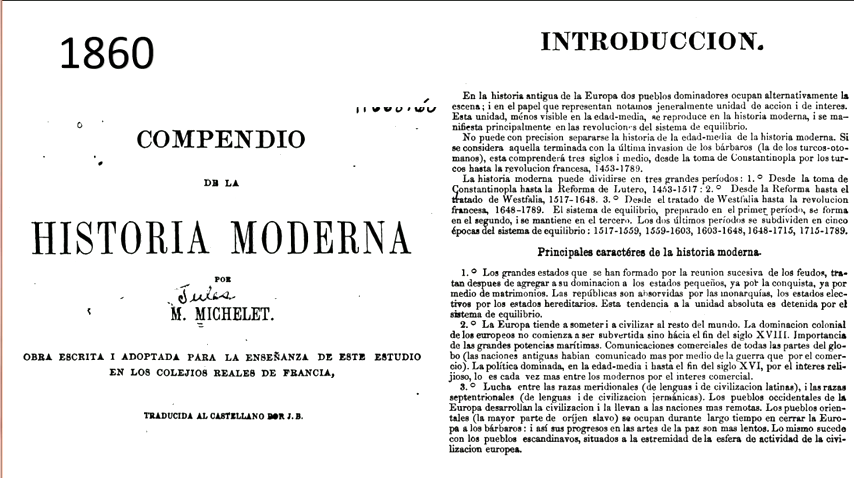 1860
COMPENDIO
DE LA
HISTORIA MODERNA
POR
Jules
M. MICHELET.
OBRA ESCRITA I ADOPTADA PARA LA ENSEÑANZA DE ESTE ESTUDIO
EN LOS COLEJIOS REALES DE FRANCIA,
TRADUCIDA AL CASTELLANO POR J. B.
INTRODUCCION.
En la historia antigua de la Europa dos pueblos dominadores ocupan alternativamente la
escena; i en el papel que representan notamos jeneralmente unidad de accion i de interes.
Esta unidad, ménos visible en la edad-media, se reproduce en la historia moderna, i se ma-
nifiesta principalmente en las revoluciones del sistema de equilibrio.
No puede con precision separarse la historia de la edad-media de la historia moderna. Si
se considera aquella terminada con la última invasion de los bárbaros (la de los turcos-oto-
manos), esta comprenderá tres siglos i medio, desde la toma de Constantinopla por los tur-
cos hasta la revolucion francesa, 1453-1789.
La historia moderna puede dividirse en tres grandes períodos: 1.° Desde la toma de
Constantinopla hasta la Reforma de Lutero, 1453-1517: 2.° Desde la Reforma hasta el
tratado de Westfalia, 1517-1648. 3.° Desde el tratado de Westfalia hasta la revolucion
francesa, 1648-1789. El sistema de equilibrio, preparado en el primer período, se forma
en el segundo, i se mantiene en el tercero. Los dos últimos períodos se subdividen en cinco
épocas del sistema de equilibrio: 1517-1559, 1559-1603, 1603-1648, 1648-1715, 1715-1789.
Principales caractéres de la historia moderna.
1.° Los grandes estados que se han formado por la reunion sucesiva de los feudos, tra-
tan despues de agregar a su dominacion a los estados pequeños, ya por la conquista, ya por
medio de matrimonios. Las repúblicas son absorvidas por las monarquías, los estados elec-
tivos por los estados hereditarios. Esta tendencia a la unidad absoluta es detenida por el
sistema de equilibrio.
2.° La Europa tiende a someter i a civilizar al resto del mundo. La dominacion colonial
de los europeos no comienza a ser subvertida sino hácia el fin del siglo XVIII. Importancia
de las grandes potencias marítimas. Comunicaciones comerciales de todas las partes del glo-
bo (las naciones antiguas habian comunicado mas por medio de la guerra que por el comer-
cio). La política dominada, en la edad-media i hasta el fin del siglo XVI, por el interes reli-
jioso, lo es cada vez mas entre los modernos por el interes comercial.
3.° Lucha entre las razas meridionales (de lenguas i de civilizacion latinas), i las razas
septentrionales (de lenguas i de civilizacion jermánicas). Los pueblos occidentales de la
Europa desarrollan la civilizacion i la llevan a las naciones mas remotas. Los pueblos orien-
tales (la mayor parte de oríjen slavo) se ocupan durante largo tiempo en cerrar la Euro-
pa a los bárbaros: i así sus progresos en las artes de la paz son mas lentos. Lo mismo sucede
con los pueblos escandinavos, situados a la estremidad de la esfera de actividad de la civi-
lizacion europea.